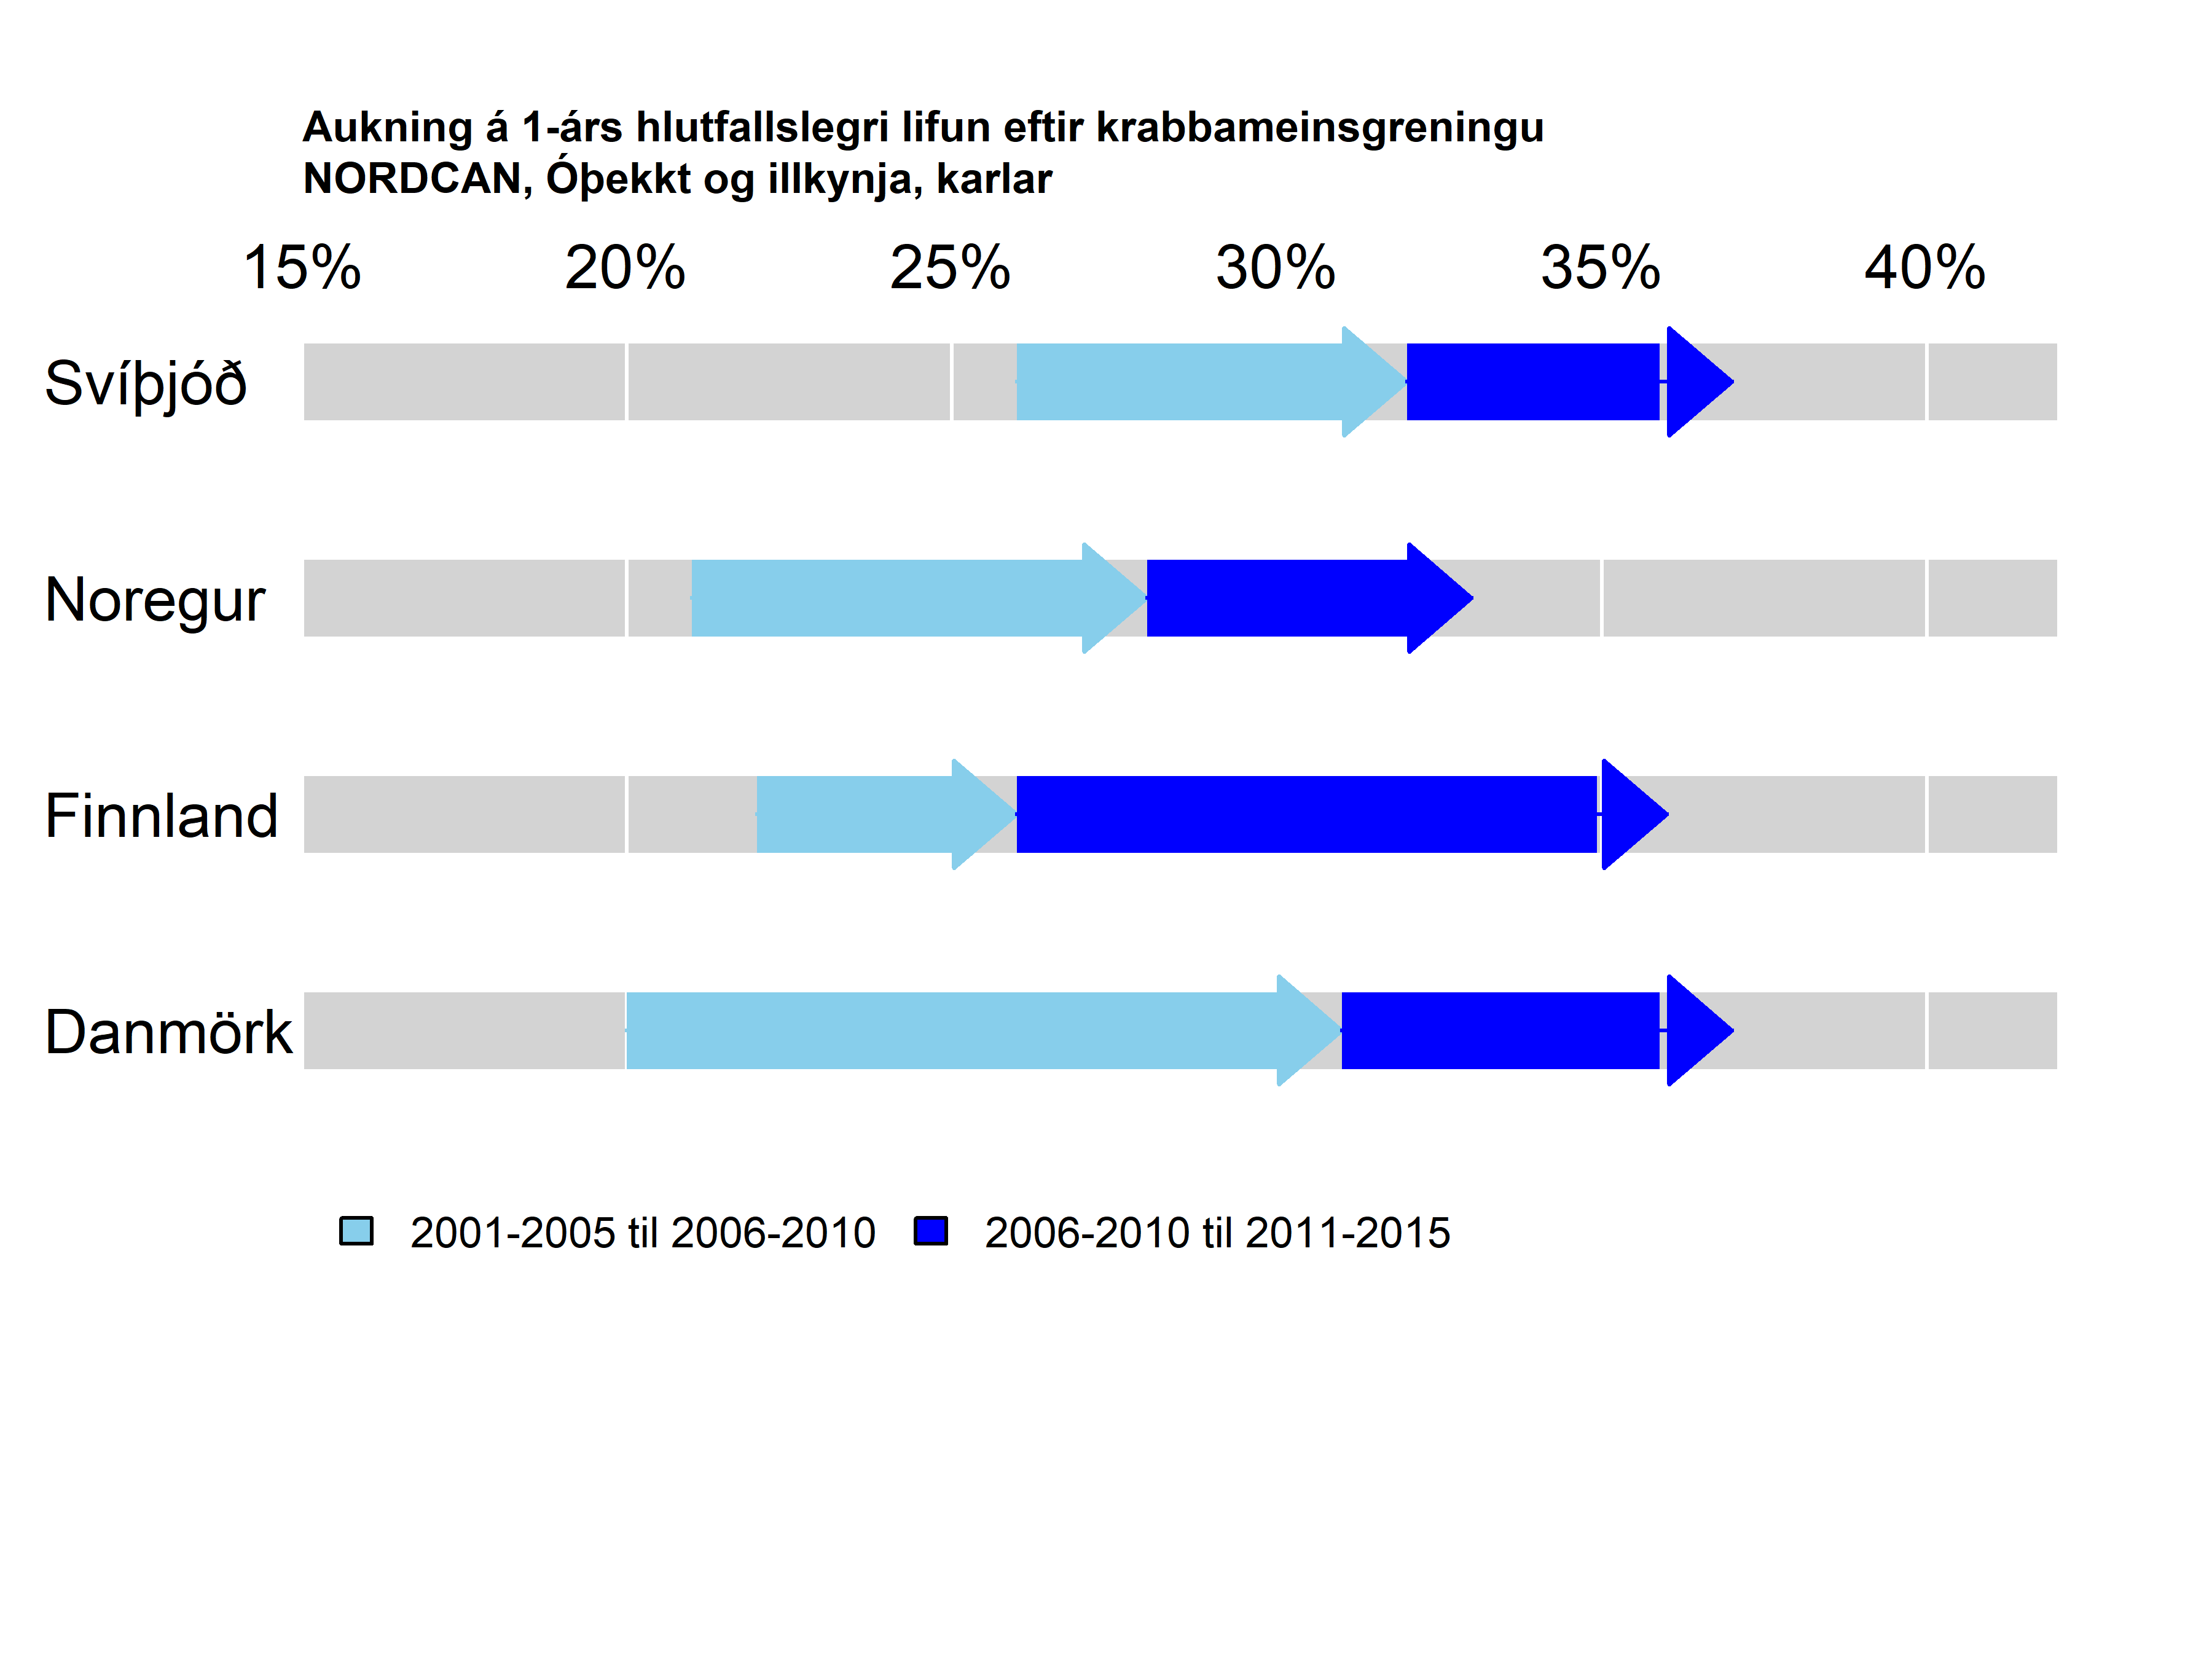 Aukning á 1-árs hlutfallslegri lifun eftir krabbameinsgreningu
NORDCAN, Óþekkt og illkynja, karlar
15% 20% 25% 30% 35% 40%
Svíþjóð
Noregur
Finnland
Danmörk
2001-2005 til 2006-2010 2006-2010 til 2011-2015